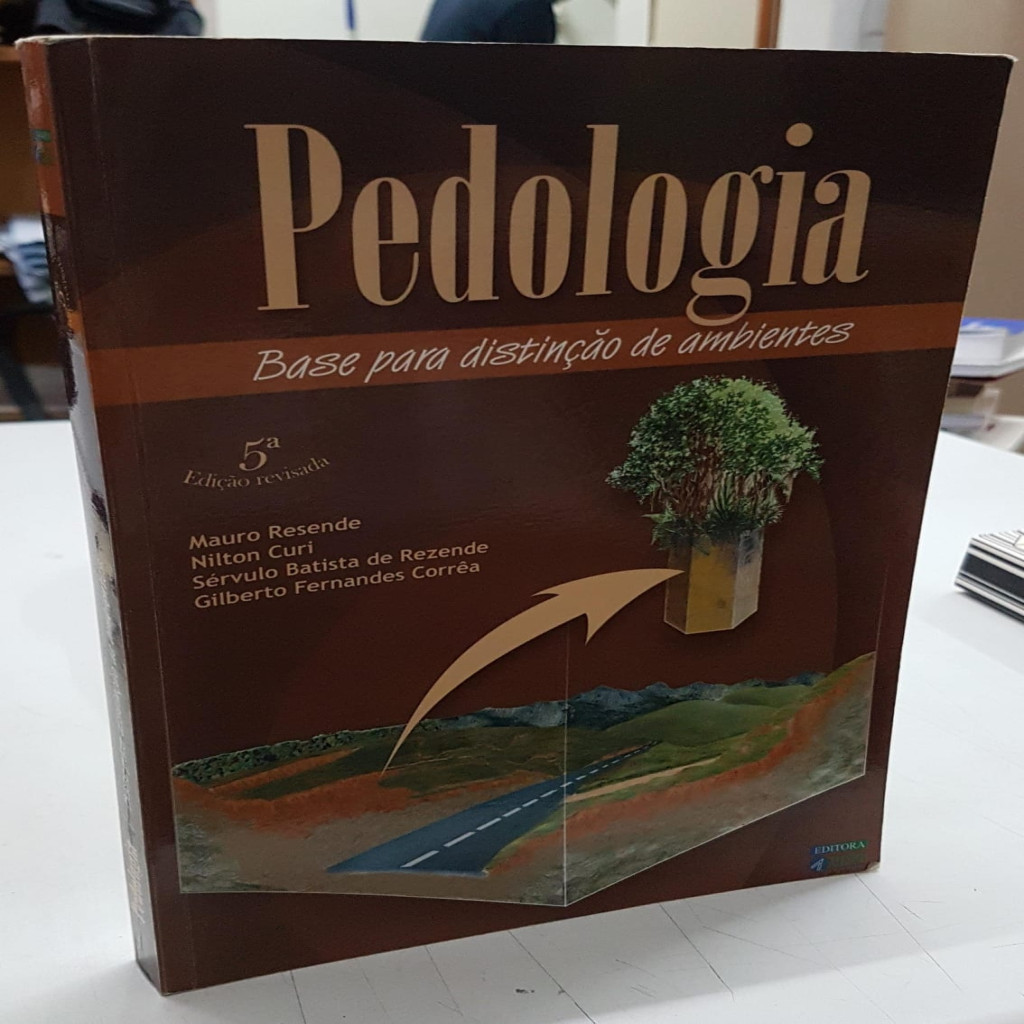 Pedologia
Base para distinção de ambientes
5ª
Edição revisada
Mauro Resende
Nilton Curi
Sérvulo Batista de Rezende
Gilberto Fernandes Corrêa
EDITORA